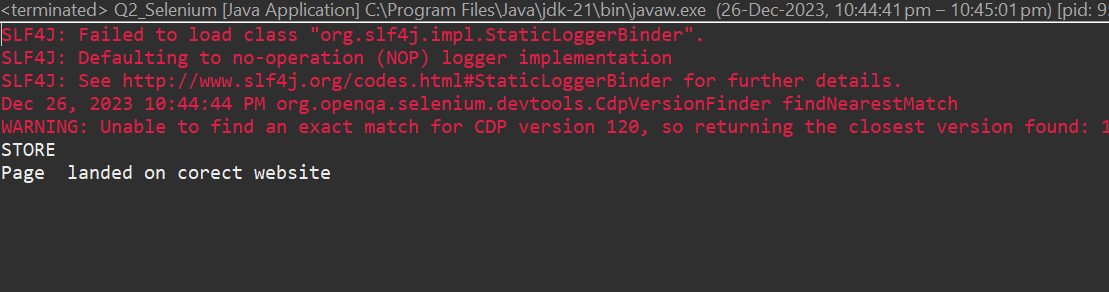 <terminated> Q2_Selenium [Java Application] C:\Program Files\Java\jdk-21\bin\javaw.exe (26-Dec-2023, 10:44:41 pm – 10:45:01 pm) [pid: 9
SLF4J: Failed to load class "org.slf4j.impl.StaticLoggerBinder".
SLF4J: Defaulting to no-operation (NOP) logger implementation
SLF4J: See http://www.slf4j.org/codes.html#StaticLoggerBinder for further details.
Dec 26, 2023 10:44:44 PM org.openqa.selenium.devtools.CdpVersionFinder findNearestMatch
WARNING: Unable to find an exact match for CDP version 120, so returning the closest version found: 1
STORE
Page  landed on corect website